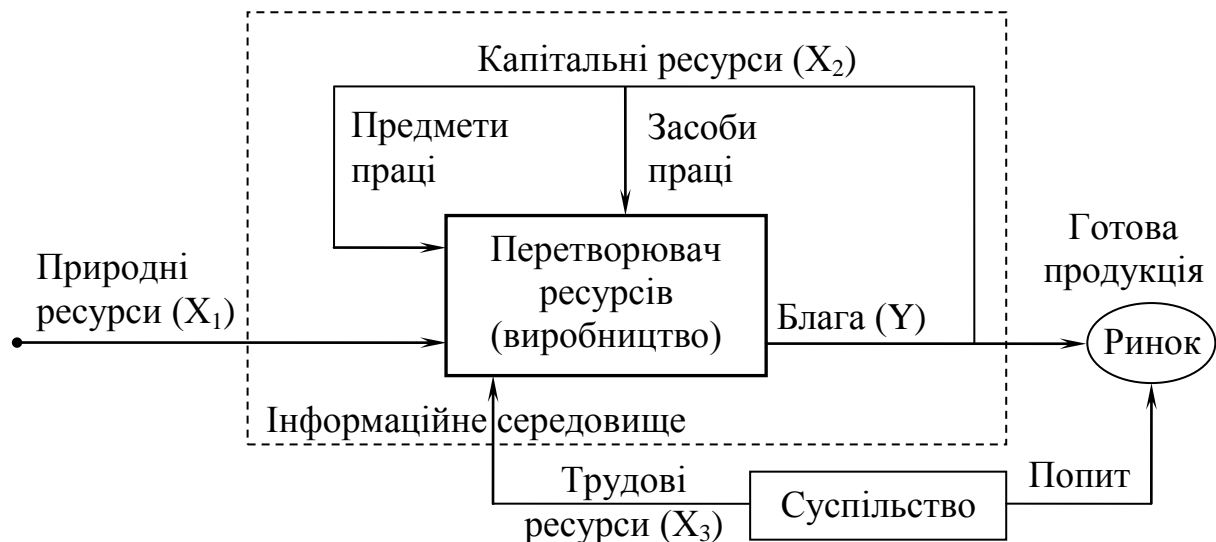 Капітальні ресурси (X₂)
Предмети
праці
Засоби
праці
Природні
ресурси (X₁)
Перетворювач
ресурсів
(виробництво)
Блага (Y)
Готова
продукція
Ринок
Інформаційне середовище
Трудові
ресурси (X₃)
Суспільство
Попит